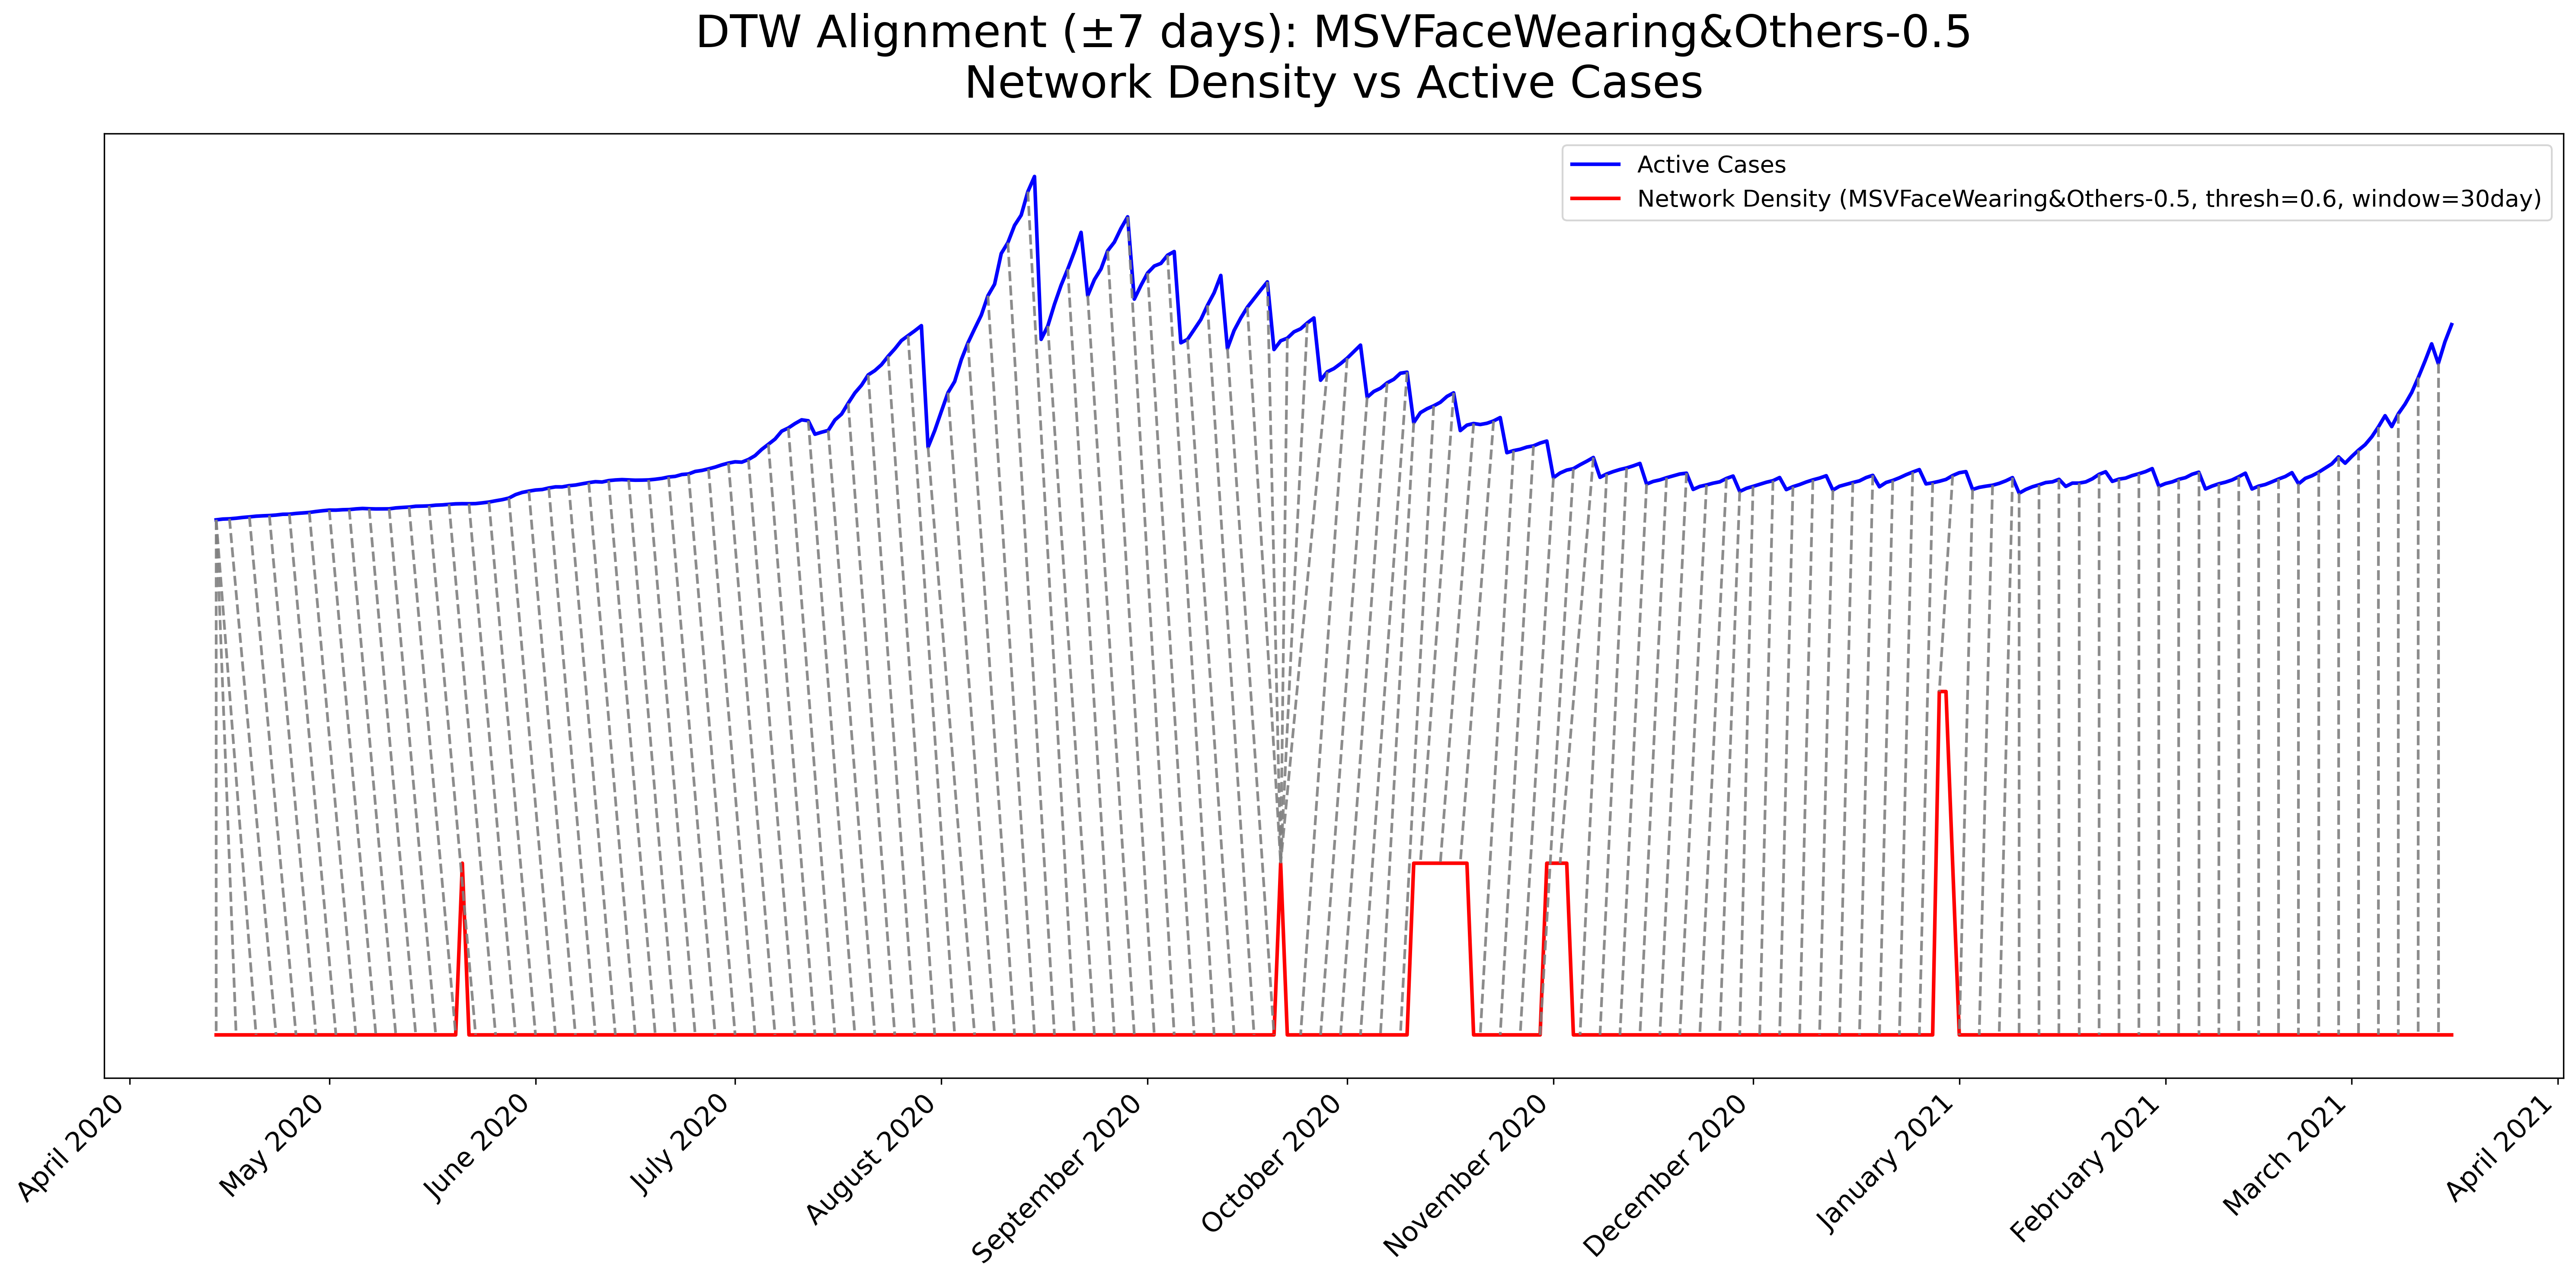 DTW Alignment (±7 days): MSVFaceWearing&Others-0.5
Network Density vs Active Cases
Active Cases
Network Density (MSVFaceWearing&Others-0.5, thresh=0.6, window=30day)
April 2020
May 2020
June 2020
July 2020
August 2020
September 2020
October 2020
November 2020
December 2020
January 2021
February 2021
March 2021
April 2021